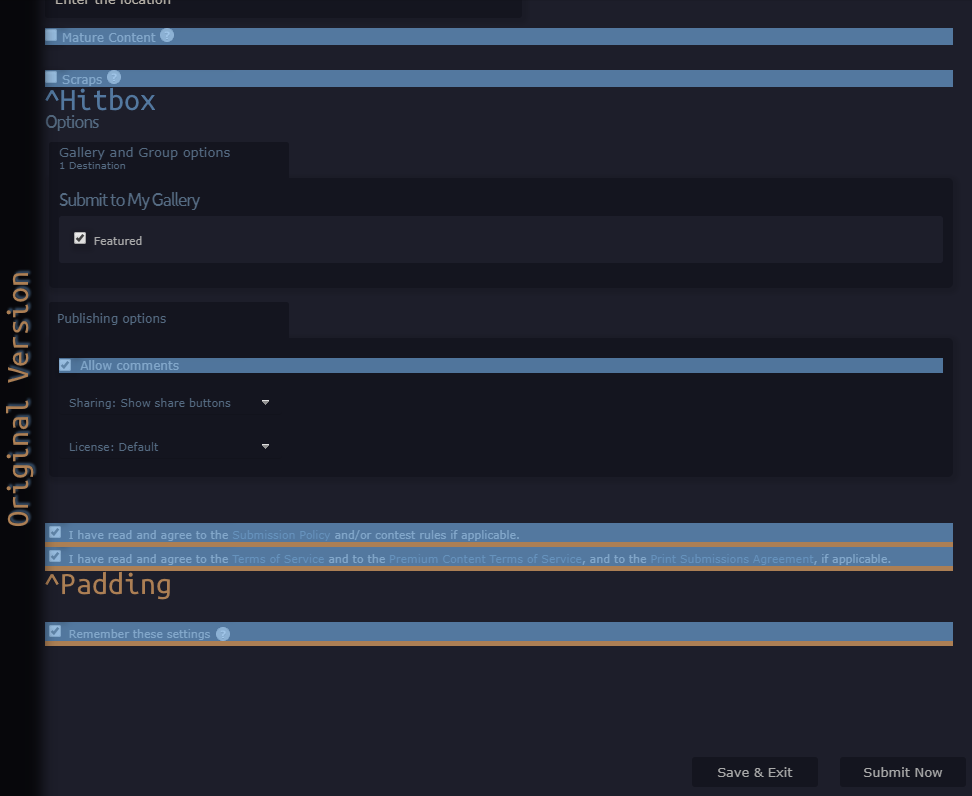 Enter the location
Mature Content ?
Scraps ?
^Hitbox
Options
Gallery and Group options
1 Destination
Submit to My Gallery
Featured
Original Version
Publishing options
Allow comments
Sharing: Show share buttons
License: Default
I have read and agree to the Submission Policy and/or contest rules if applicable.
I have read and agree to the Terms of Service and to the Premium Content Terms of Service, and to the Print Submissions Agreement, if applicable.
^Padding
Remember these settings ?
Save & Exit
Submit Now